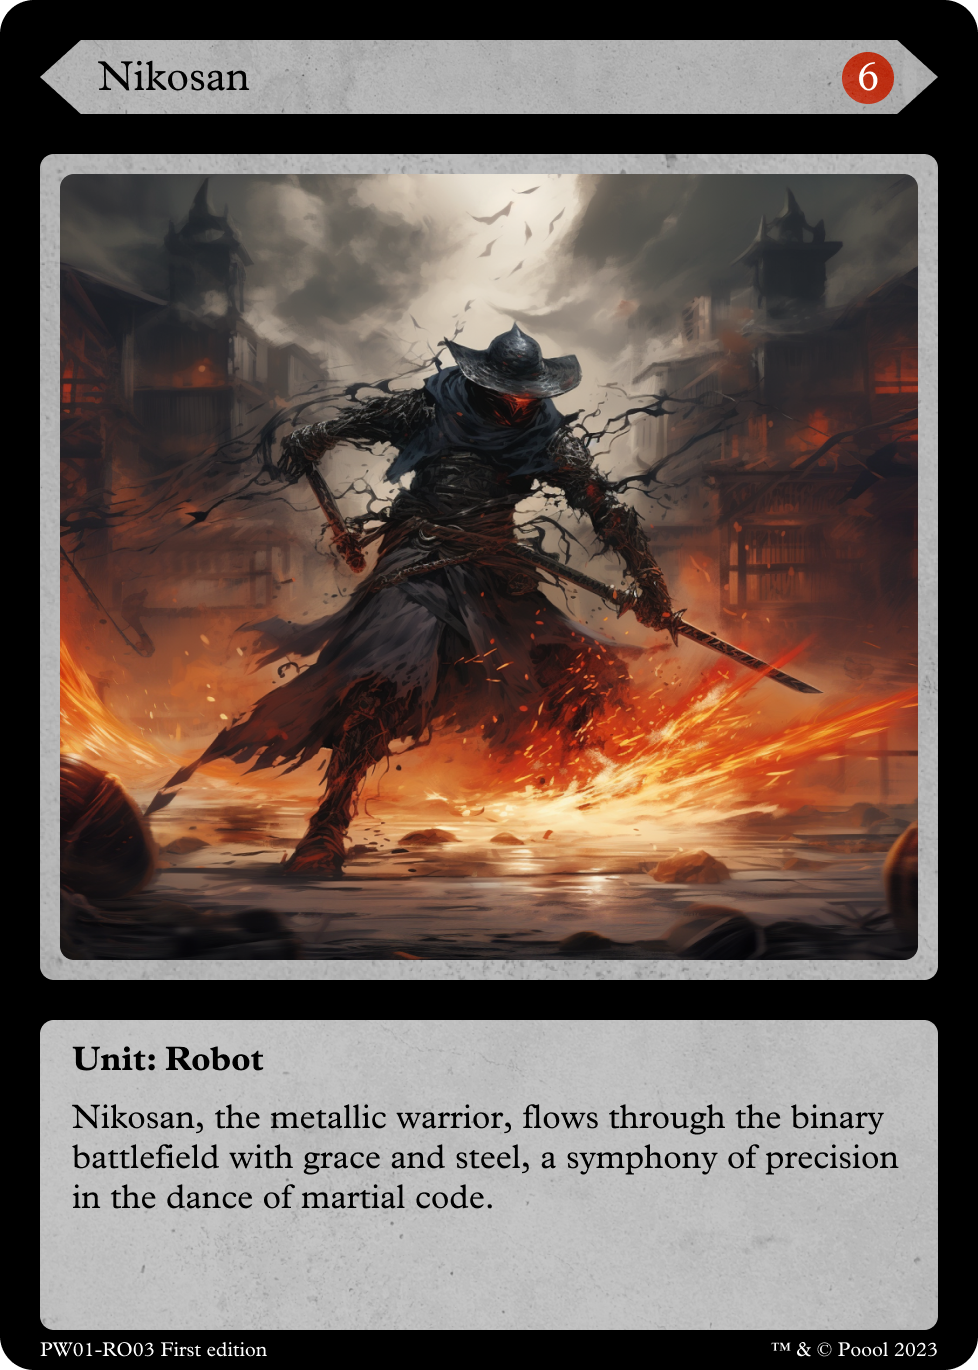 Nikosan
6
Unit: Robot
Nikosan, the metallic warrior, flows through the binary
battlefield with grace and steel, a symphony of precision
in the dance of martial code.
PW01-RO03 First edition
™ & © Poool 2023